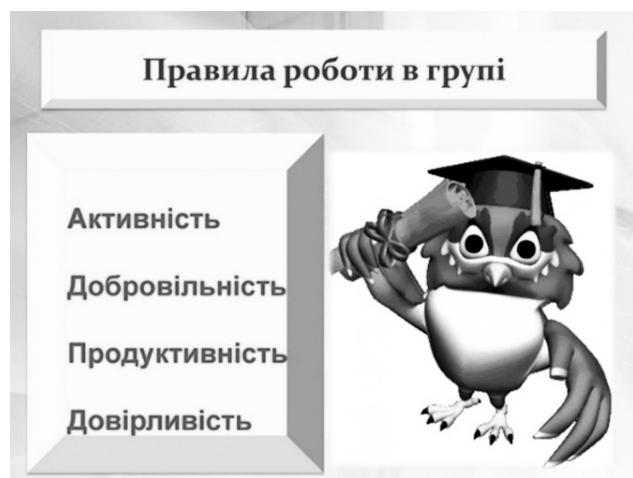 Правила роботи в групі
Активність
Добровільність
Продуктивність
Довірливість